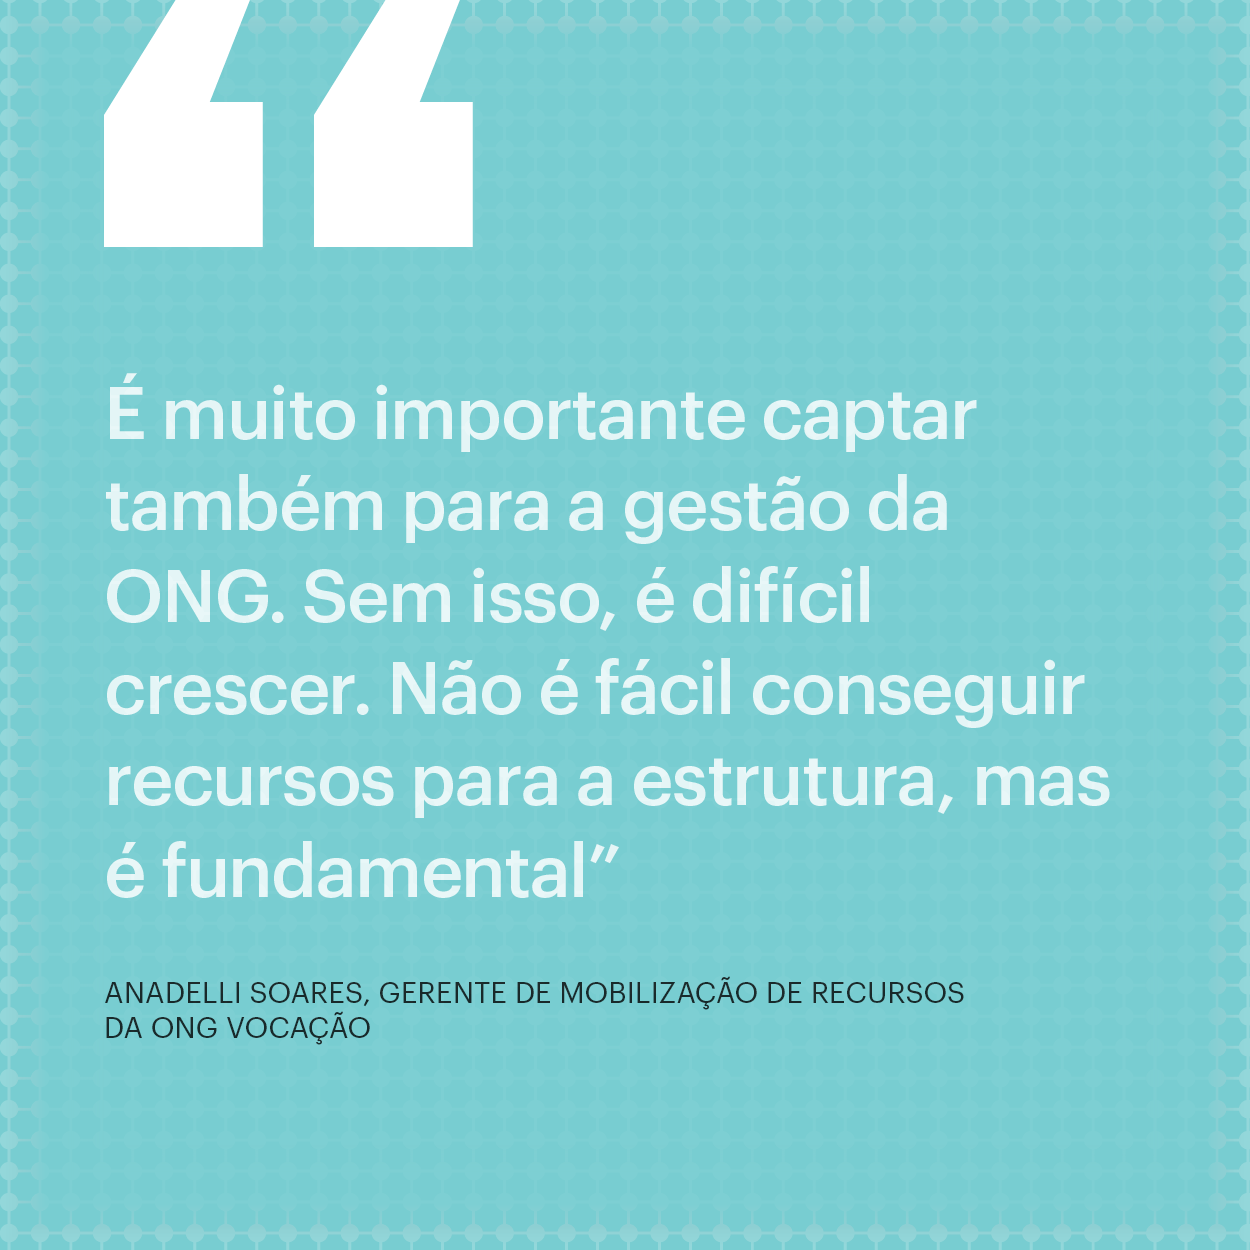 “
É muito importante captar
também para a gestão da
ONG. Sem isso, é difícil
crescer. Não é fácil conseguir
recursos para a estrutura, mas
é fundamental”
ANADELLI SOARES, GERENTE DE MOBILIZAÇÃO DE RECURSOS
DA ONG VOCAÇÃO